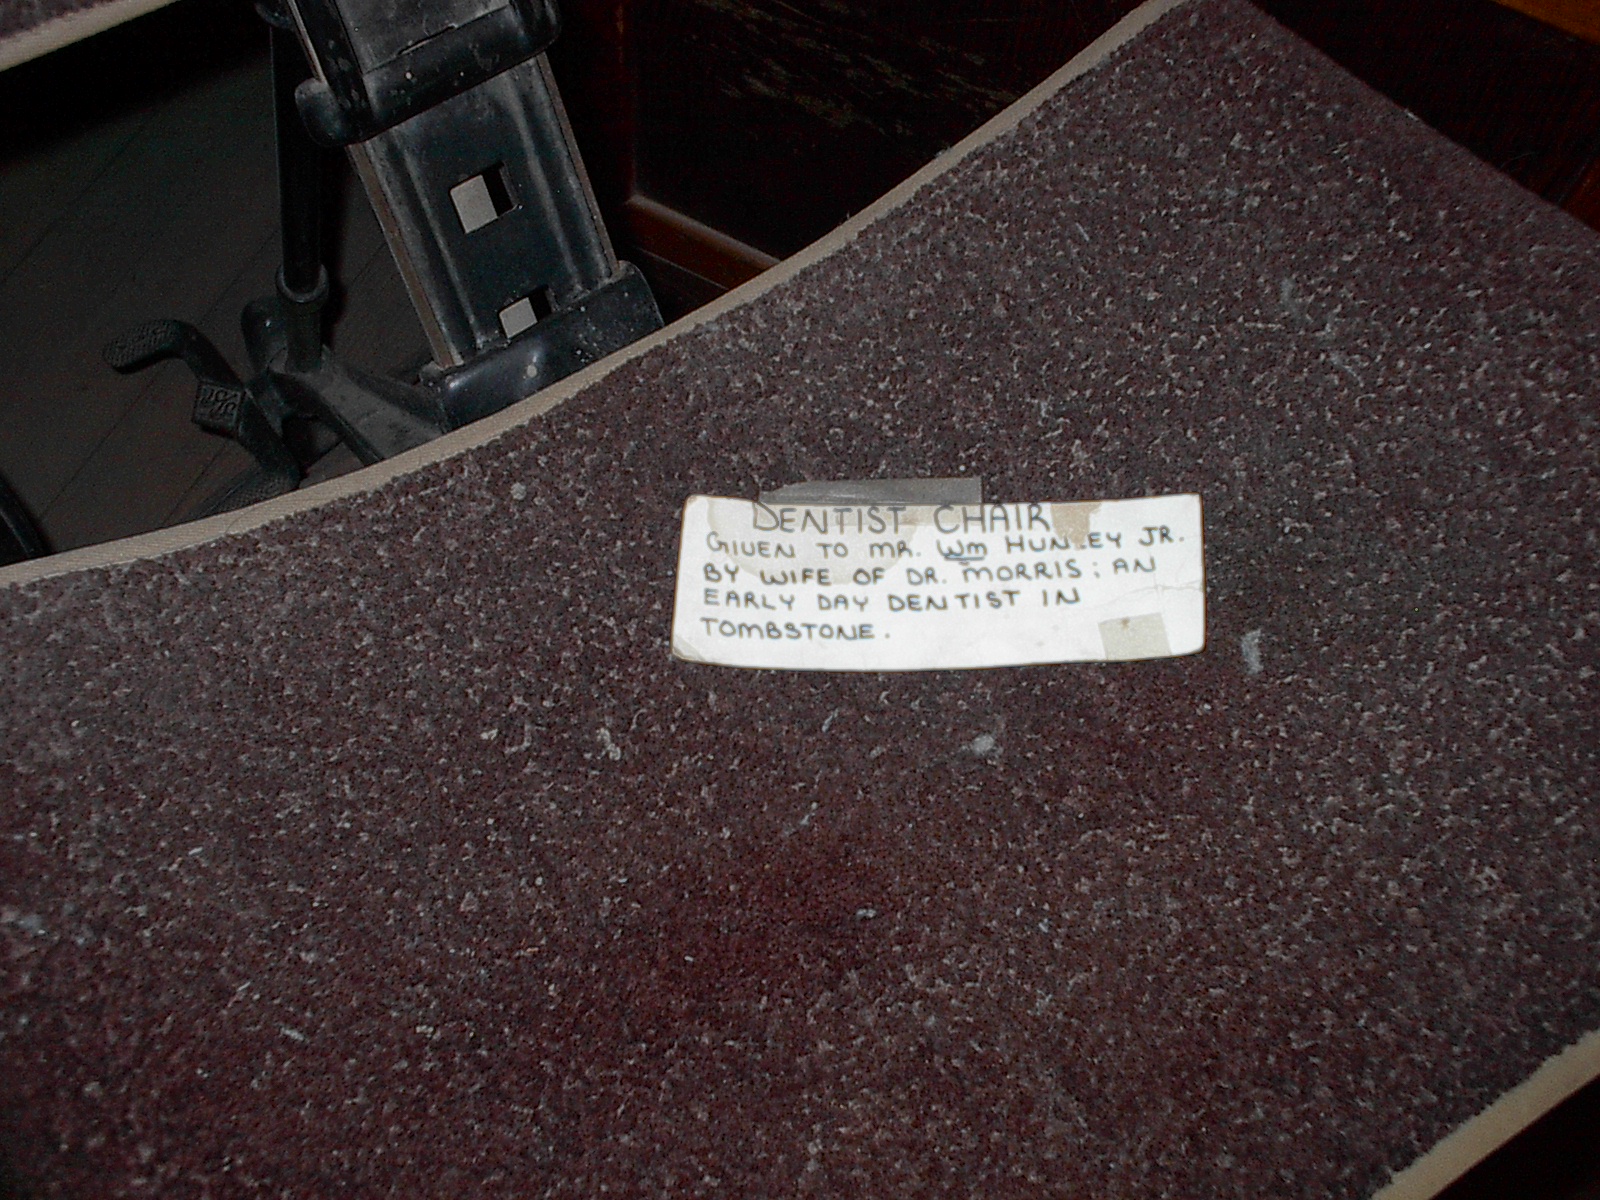 DENTIST CHAIR
GIVEN TO MR. Wm HUNLEY JR.
BY WIFE OF DR. MORRIS; AN
EARLY DAY DENTIST IN
TOMBSTONE.